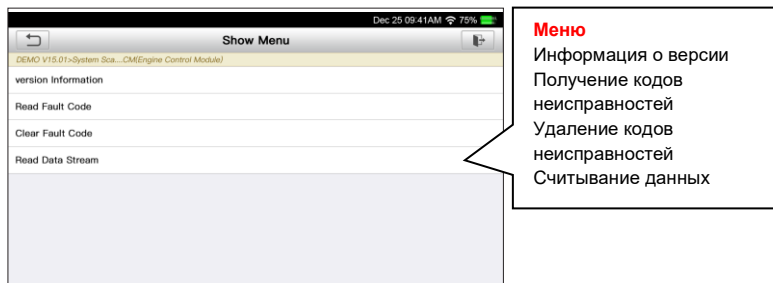 Dec 25 09:41AM 75%
Show Menu
DEMO V15.01>System Sca....CM(Engine Control Module)
version Information
Read Fault Code
Clear Fault Code
Read Data Stream
Меню
Информация о версии
Получение кодов
неисправностей
Удаление кодов
неисправностей
Считывание данных